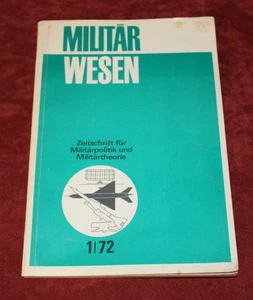 MILITÄR
WESEN
Zeitschrift für
Militärpolitik und
Militärtheorie
1/72